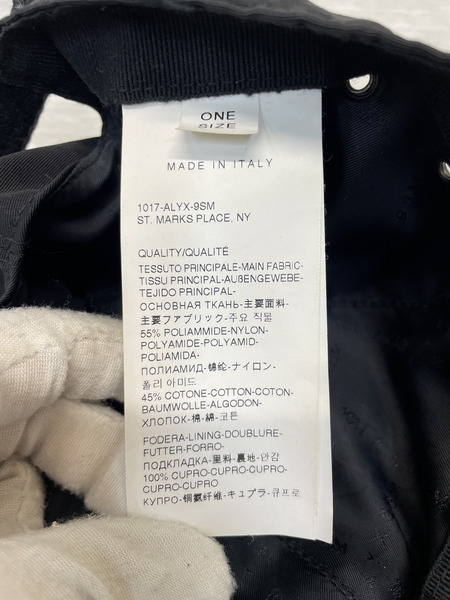 ONE
SIZE
MADE IN ITALY
1017-ALYX-9SM
ST. MARKS PLACE, NY
QUALITY/QUALITÉ
TESSUTO PRINCIPALE-MAIN FABRIC-
TISSU PRINCIPAL-AUßENGEWEBE-
TEJIDO PRINCIPAL-
ОСНОВНАЯ ТКАНЬ-主要面料-
主要ファブリック-주요 직물
55% POLIAMMIDE-NYLON-
POLYAMIDE-POLYAMID-
POLIAMIDA-
ПОЛИАМИД-锦纶-ナイロン-
폴리 아미드
45% COTONE-COTTON-COTON-
BAUMWOLLE-ALGODON-
ХЛОПОК-棉-綿-코튼
FODERA-LINING-DOUBLURE-
FUTTER-FORRO-
ПОДКЛАДКА-里料-裏地-안감
100% CUPRO-CUPRO-CUPRO-
CUPRO-CUPRO
КУПРО-铜氨纤维-キュプラ-큐프로